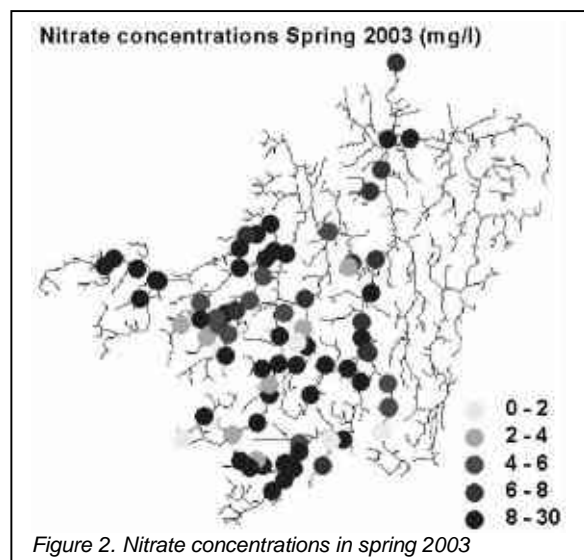 Nitrate concentrations Spring 2003 (mg/l)
0 - 2
2 - 4
4 - 6
6 - 8
8 - 30
Figure 2. Nitrate concentrations in spring 2003